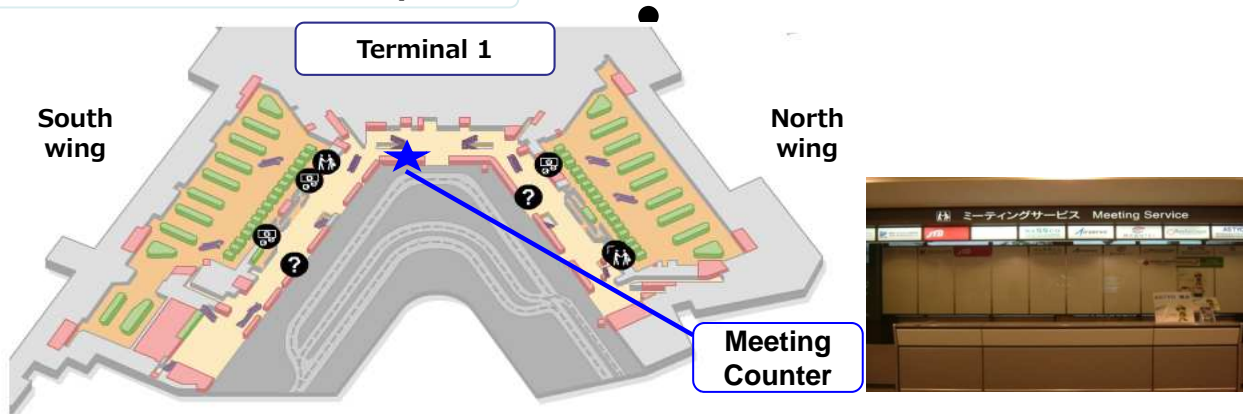 Terminal 1
South
wing
North
wing
?
?
Meeting
Counter
ミーティングサービス Meeting Service
JTB